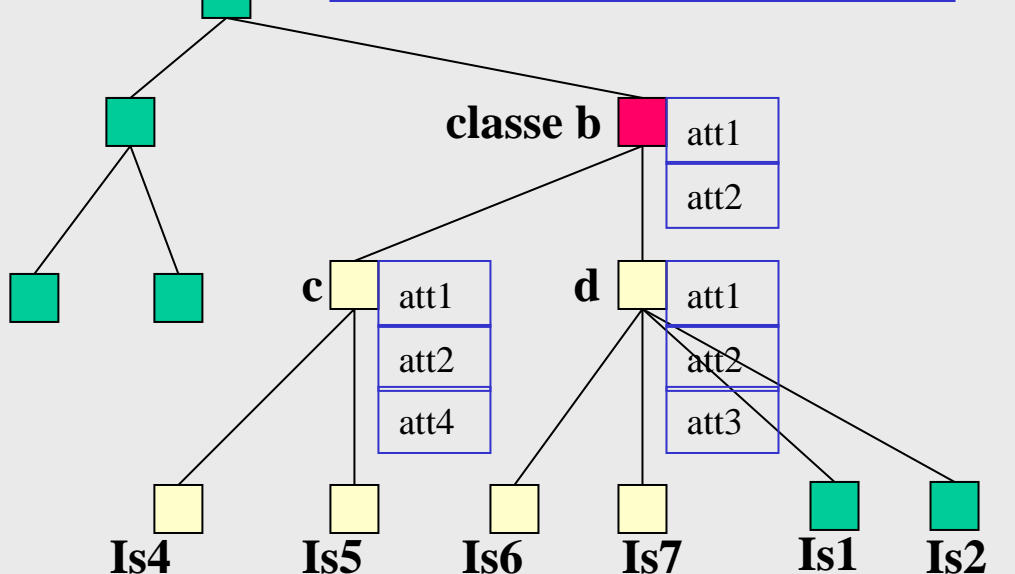 classe b
att1
att2
c
att1
att2
att4
d
att1
att2
att3
Is4 Is5 Is6 Is7 Is1 Is2